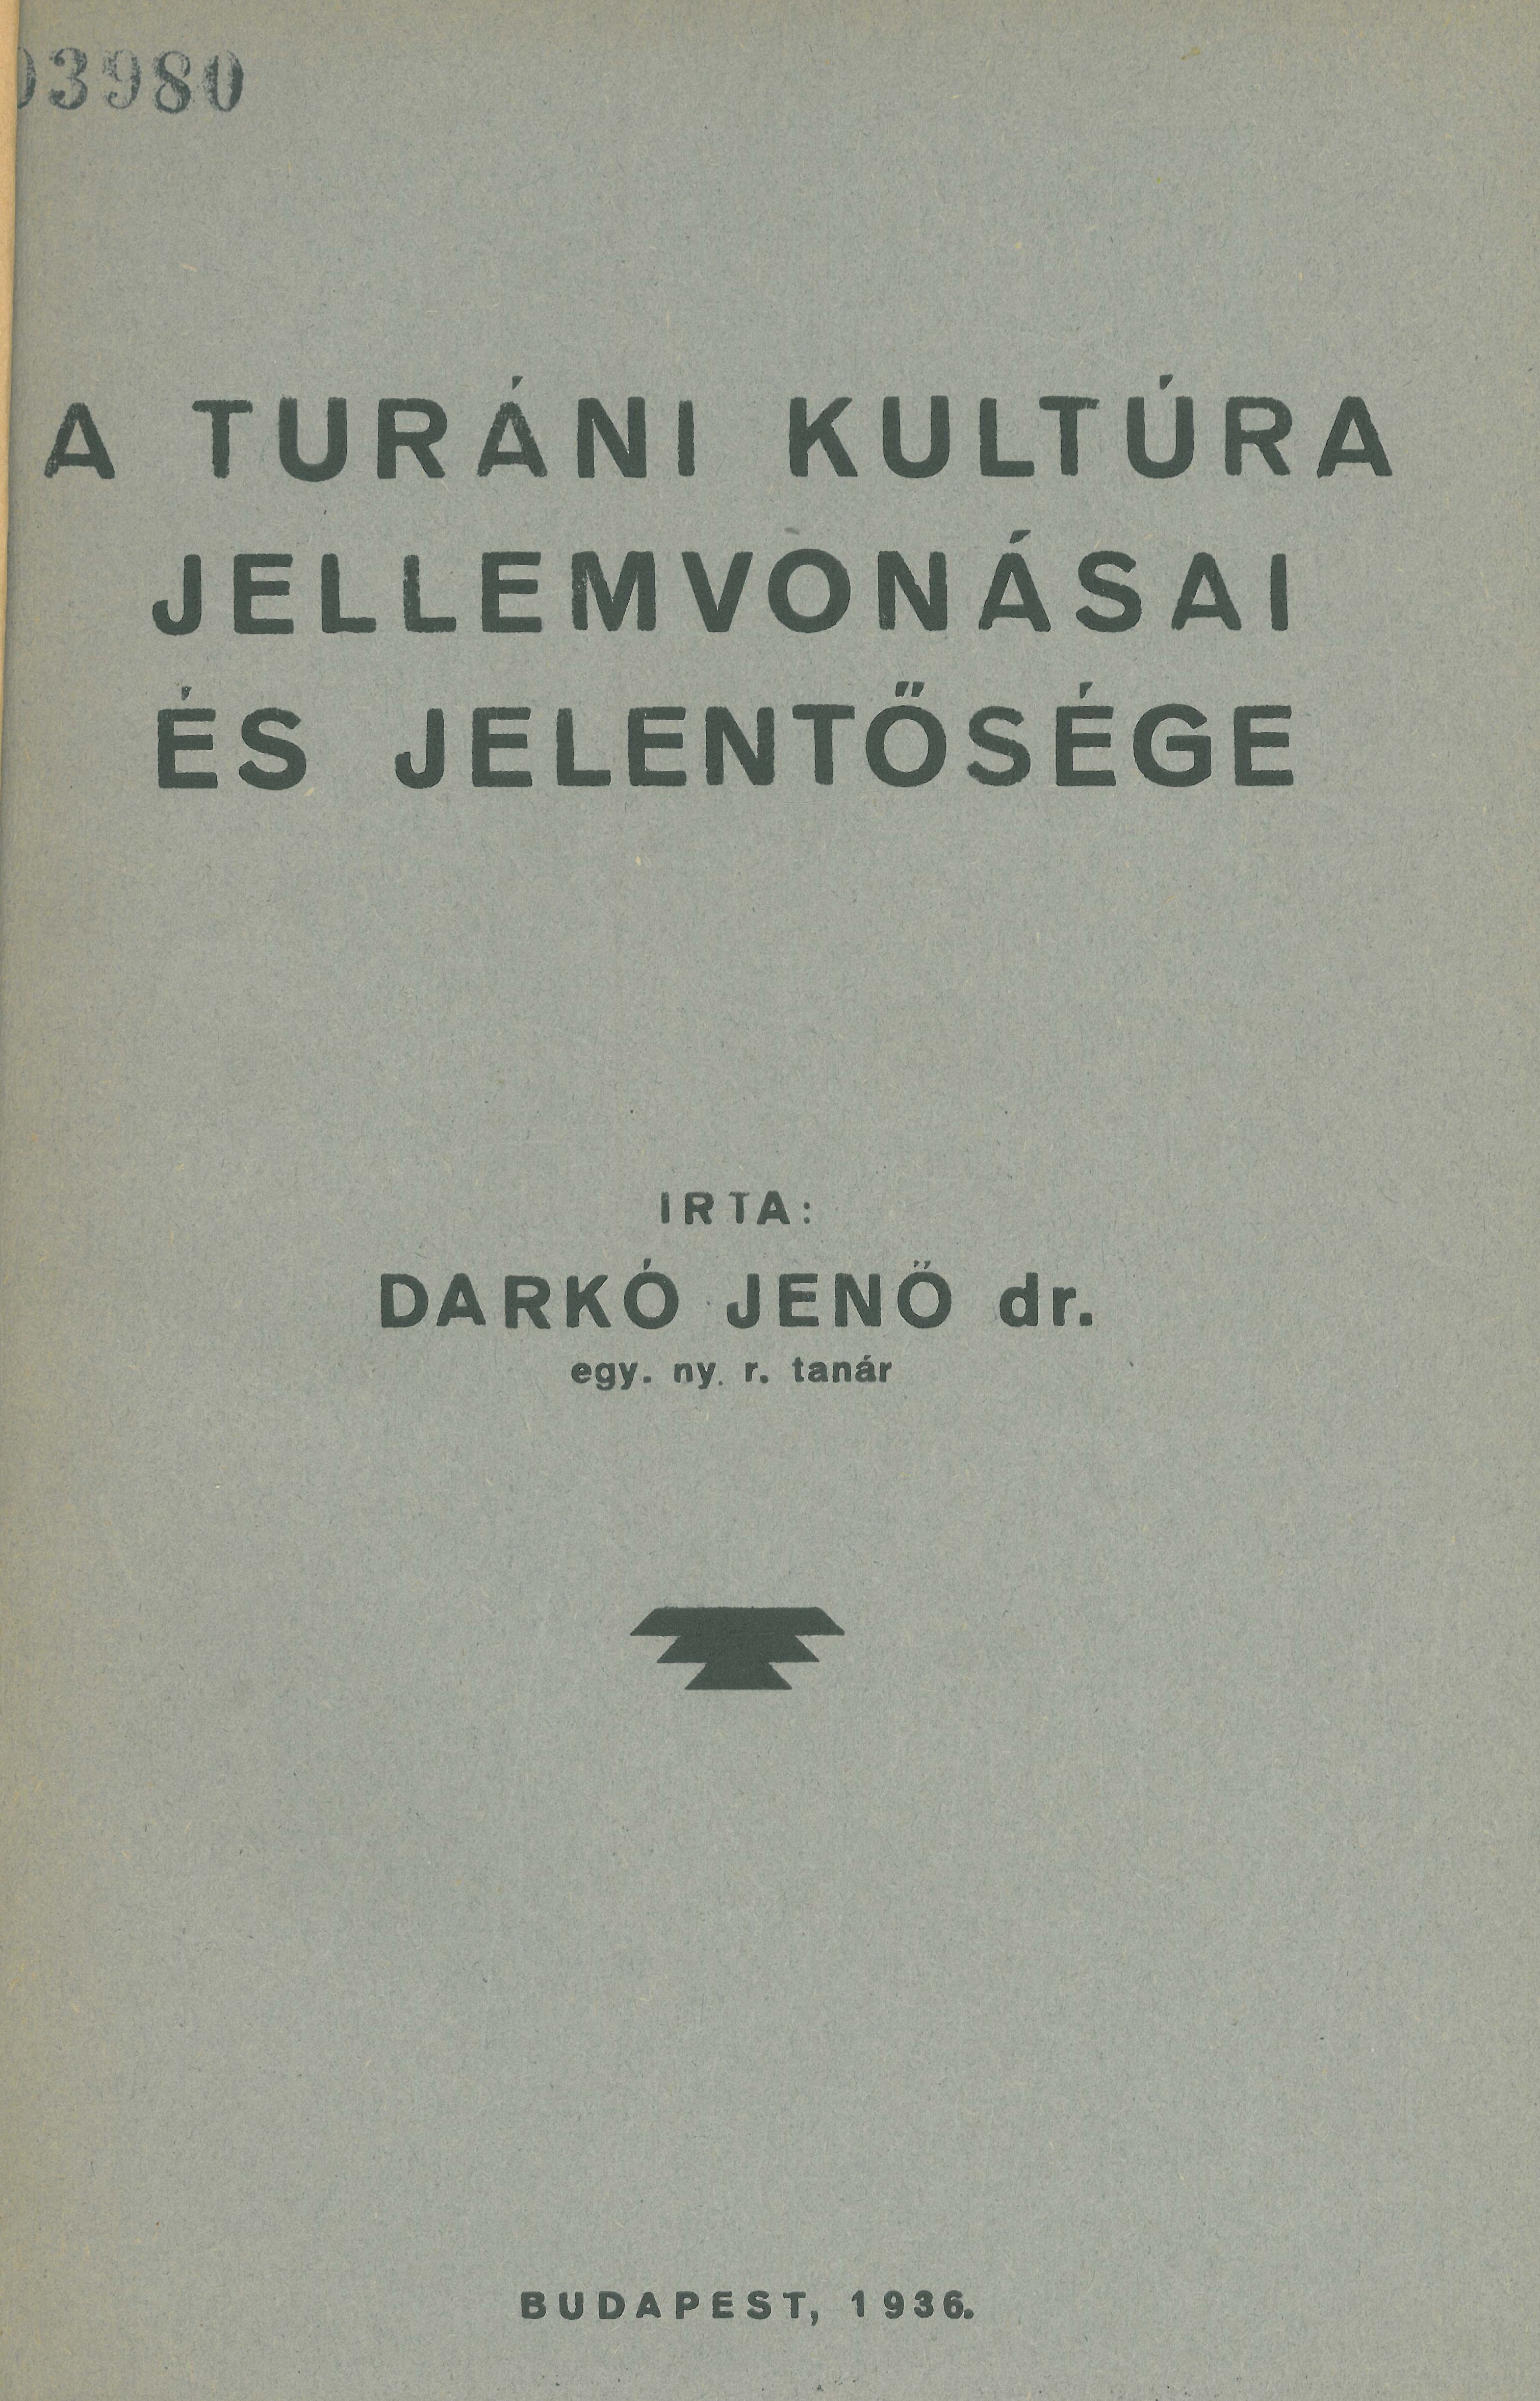 03980
A TURÁNI KULTÚRA
JELLEMVONÁSAI
ÉS JELENTŐSÉGE
IRTA:
DARKÓ JENŐ dr.
egy. ny. r. tanár
BUDAPEST, 1936.